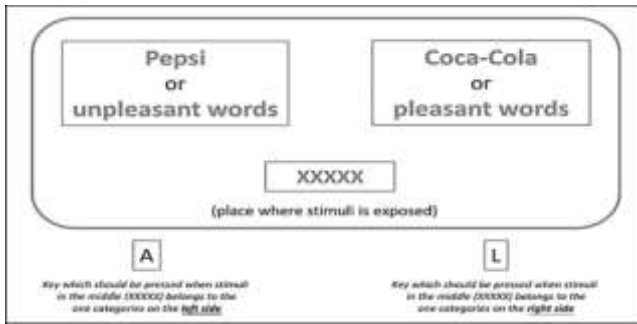 Pepsi
or
unpleasant words
Coca-Cola
or
pleasant words
XXXXX
(place where stimuli is exposed)
A
L
Key which should be pressed when stimuli
in the middle (XXXXX) belongs to the
one categories on the left side
Key which should be pressed when stimuli
in the middle (XXXXX) belongs to the
one categories on the right side